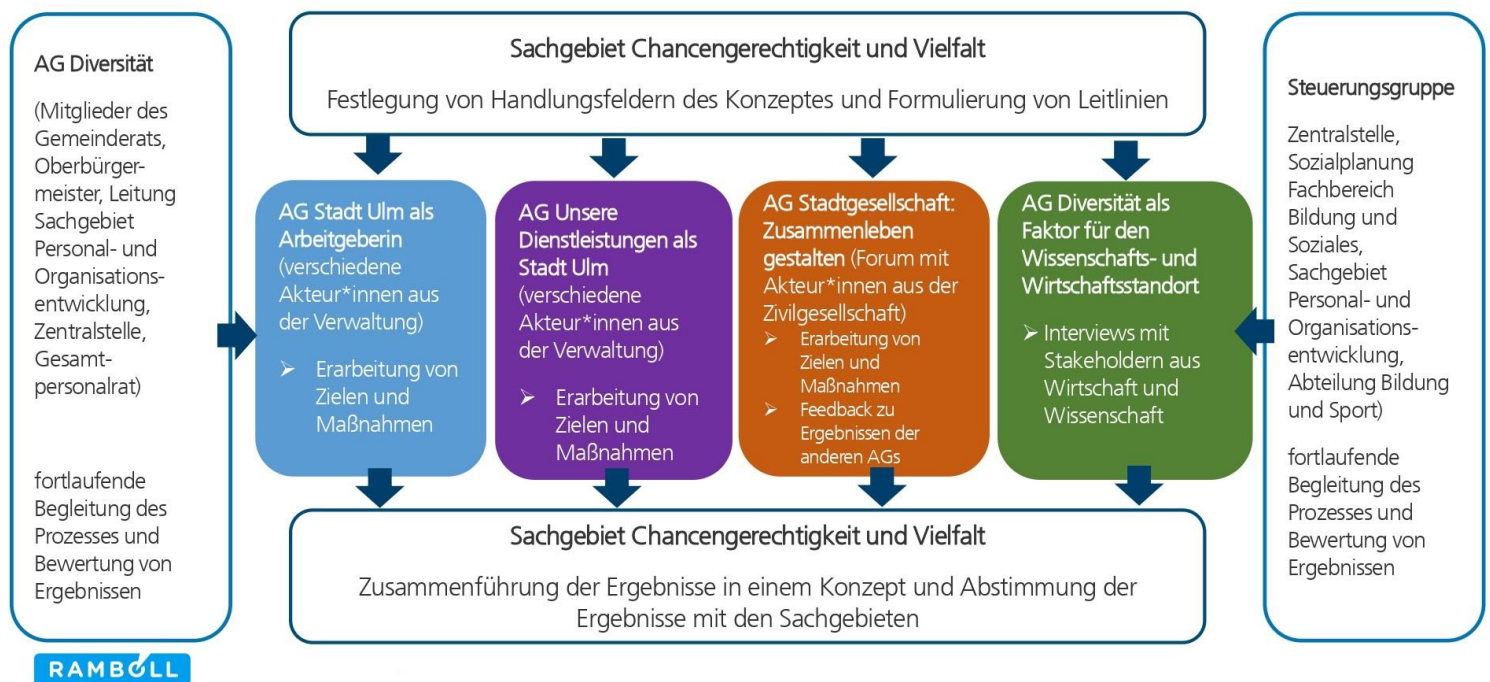 AG Diversität
(Mitglieder des
Gemeinderats,
Oberbürger-
meister, Leitung
Sachgebiet
Personal- und
Organisations-
entwicklung,
Zentralstelle,
Gesamt-
personalrat)
fortlaufende
Begleitung des
Prozesses und
Bewertung von
Ergebnissen
Sachgebiet Chancengerechtigkeit und Vielfalt
Festlegung von Handlungsfeldern des Konzeptes und Formulierung von Leitlinien
AG Stadt Ulm als
Arbeitgeberin
(verschiedene
Akteur*innen aus
der Verwaltung)
➢ Erarbeitung von
Zielen und
Maßnahmen
AG Unsere
Dienstleistungen als
Stadt Ulm
(verschiedene
Akteur*innen aus
der Verwaltung)
➢ Erarbeitung von
Zielen und
Maßnahmen
AG Stadtgesellschaft:
Zusammenleben
gestalten (Forum mit
Akteur*innen aus der
Zivilgesellschaft)
➢ Erarbeitung von
Zielen und
Maßnahmen
➢ Feedback zu
Ergebnissen der
anderen AGs
AG Diversität als
Faktor für den
Wissenschafts- und
Wirtschaftsstandort
➢ Interviews mit
Stakeholdern aus
Wirtschaft und
Wissenschaft
Sachgebiet Chancengerechtigkeit und Vielfalt
Zusammenführung der Ergebnisse in einem Konzept und Abstimmung der
Ergebnisse mit den Sachgebieten
Steuerungsgruppe
Zentralstelle,
Sozialplanung
Fachbereich
Bildung und
Soziales,
Sachgebiet
Personal- und
Organisations-
entwicklung,
Abteilung Bildung
und Sport)
fortlaufende
Begleitung des
Prozesses und
Bewertung von
Ergebnissen
RAMBOLL